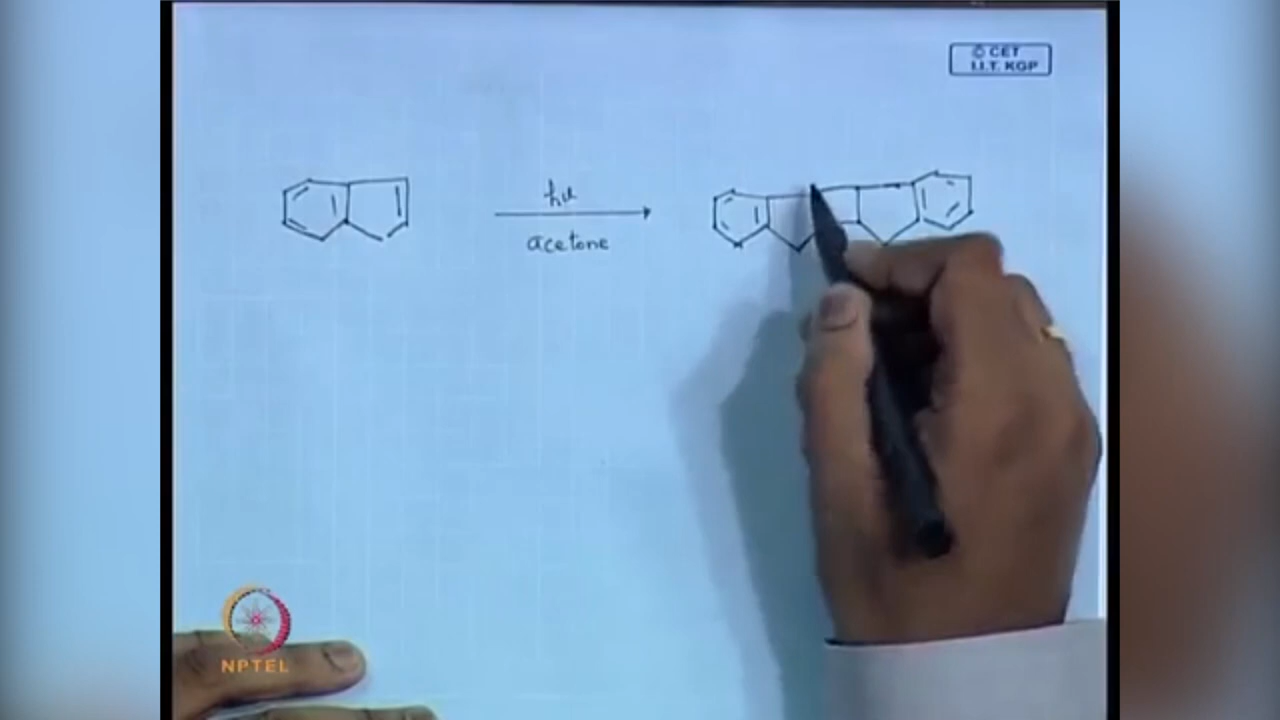 © CET
I.I.T. KGP
hν
acetone
NPTEL